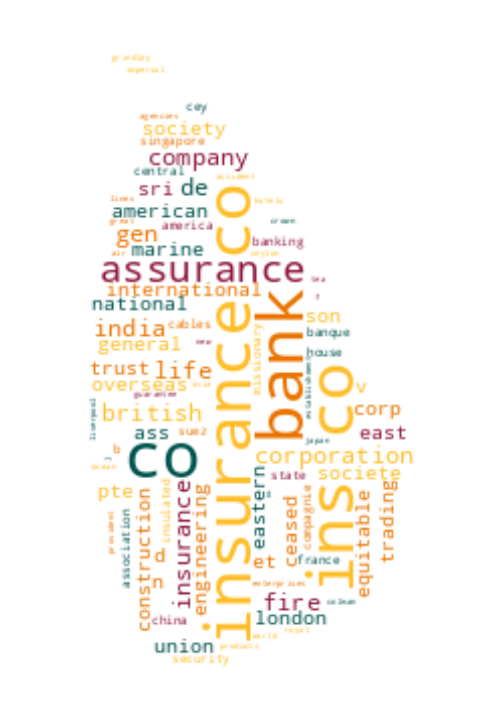 grindlay
imperial
cey
agencies
society
singapore
company
central
accident
sri de
lines
hotels
american
great
crown
america
gen
banking
marine
air
ceylon
assurance
tea
international
f
national
insurance co
bank
son
india
cables
banque
general
new
missionary
house
trust life
overseas
asia
guarantee
establishment
ins co
v
british
corp
liverpool
ass
suez
east
japan
b
co
j
corporation
ocean
state
societe
pte
eastern
insurance
insulated
engineering
construction
association
provident
d
n
ceased
compagnie
equitable
trading
et
france
enterprises
fire
china
london
royal
world
union
products
security